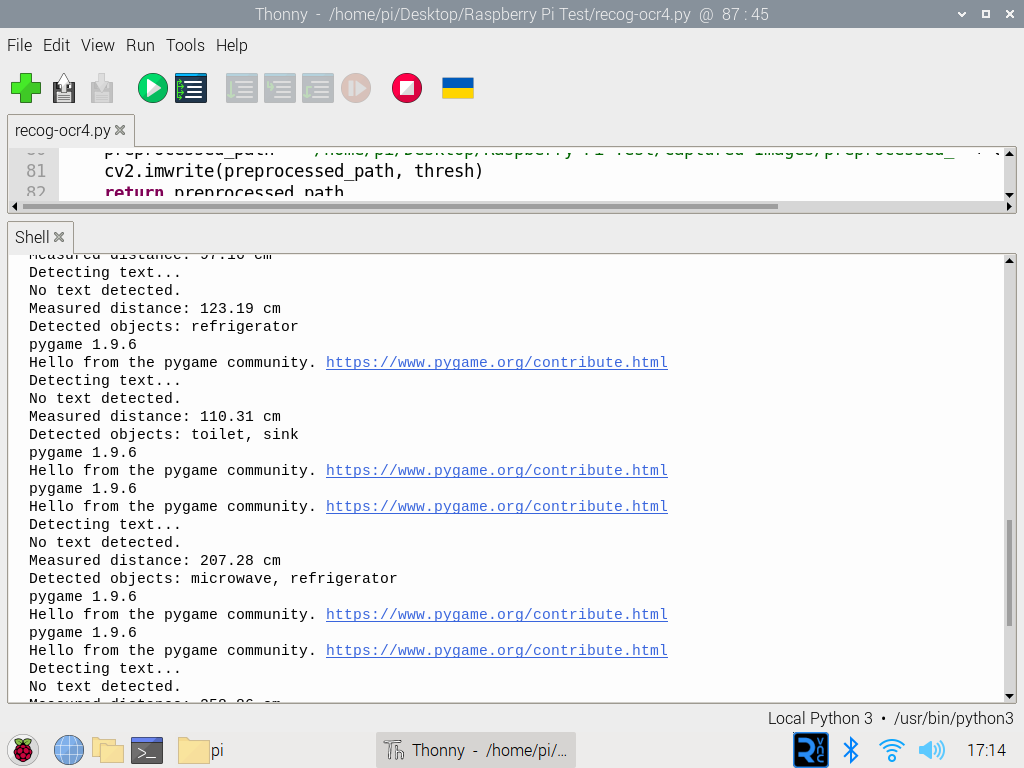 Thonny - /home/pi/Desktop/Raspberry Pi Test/recog-ocr4.py @ 87 : 45
File Edit View Run Tools Help
recog-ocr4.py
81 cv2.imwrite(preprocessed_path, thresh)
82 return preprocessed_path
Shell
Measured distance: 97.16 cm
Detecting text...
No text detected.
Measured distance: 123.19 cm
Detected objects: refrigerator
pygame 1.9.6
Hello from the pygame community. https://www.pygame.org/contribute.html
Detecting text...
No text detected.
Measured distance: 110.31 cm
Detected objects: toilet, sink
pygame 1.9.6
Hello from the pygame community. https://www.pygame.org/contribute.html
pygame 1.9.6
Hello from the pygame community. https://www.pygame.org/contribute.html
Detecting text...
No text detected.
Measured distance: 207.28 cm
Detected objects: microwave, refrigerator
pygame 1.9.6
Hello from the pygame community. https://www.pygame.org/contribute.html
pygame 1.9.6
Hello from the pygame community. https://www.pygame.org/contribute.html
Detecting text...
No text detected.
Local Python 3 • /usr/bin/python3
pi
Thonny - /home/pi/...
17:14